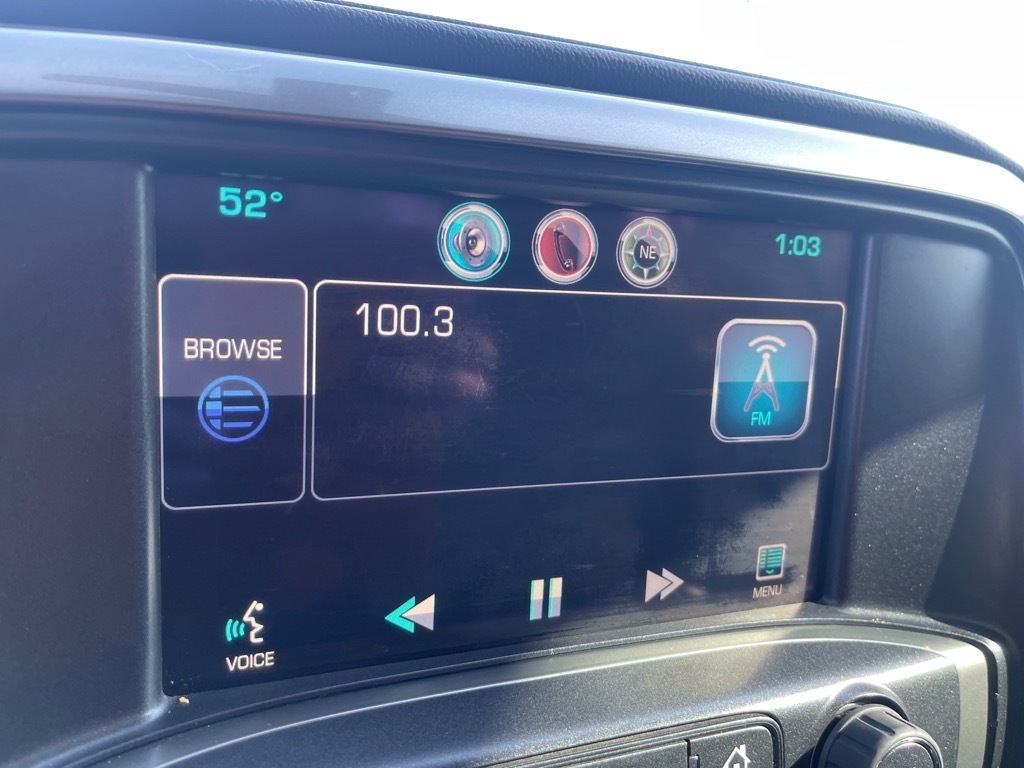 52°
NE
1:03
BROWSE
100.3
FM
VOICE
MENU